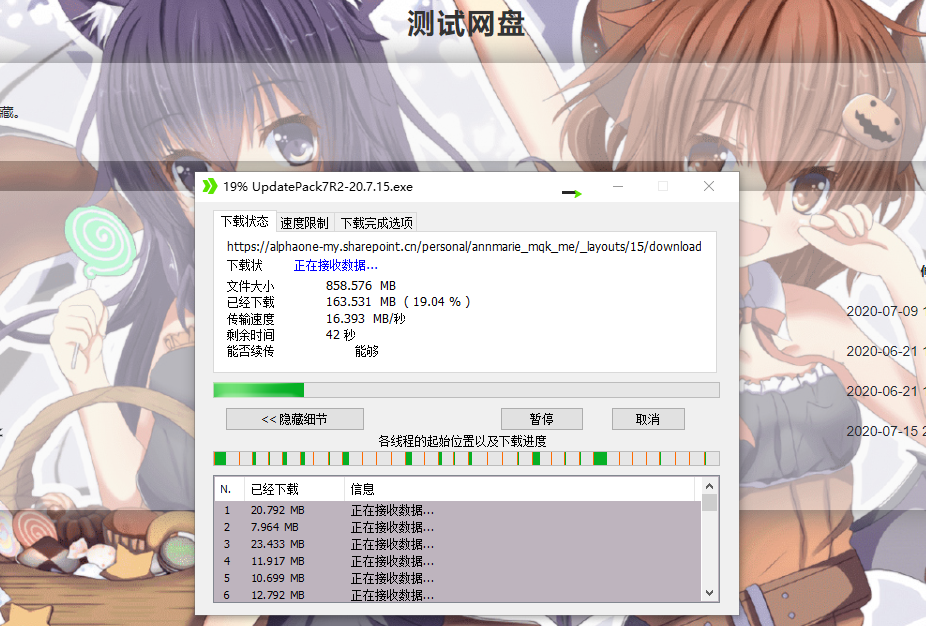 测试网盘
藏。
19% UpdatePack7R2-20.7.15.exe
下载状态 速度限制 下载完成选项
https://alphaone-my.sharepoint.cn/personal/annmarie_mqk_me/_layouts/15/download
下载状 正在接收数据...
文件大小 858.576 MB
已经下载 163.531 MB ( 19.04 % )
传输速度 16.393 MB/秒
剩余时间 42 秒
能否续传 能够
2020-07-09 1
2020-06-21 1
2020-06-21 1
2020-07-15 2
<< 隐藏细节 暂停 取消
各线程的起始位置以及下载进度
N. 已经下载 信息
1 20.792 MB 正在接收数据...
2 7.964 MB 正在接收数据...
3 23.433 MB 正在接收数据...
4 11.917 MB 正在接收数据...
5 10.699 MB 正在接收数据...
6 12.792 MB 正在接收数据...